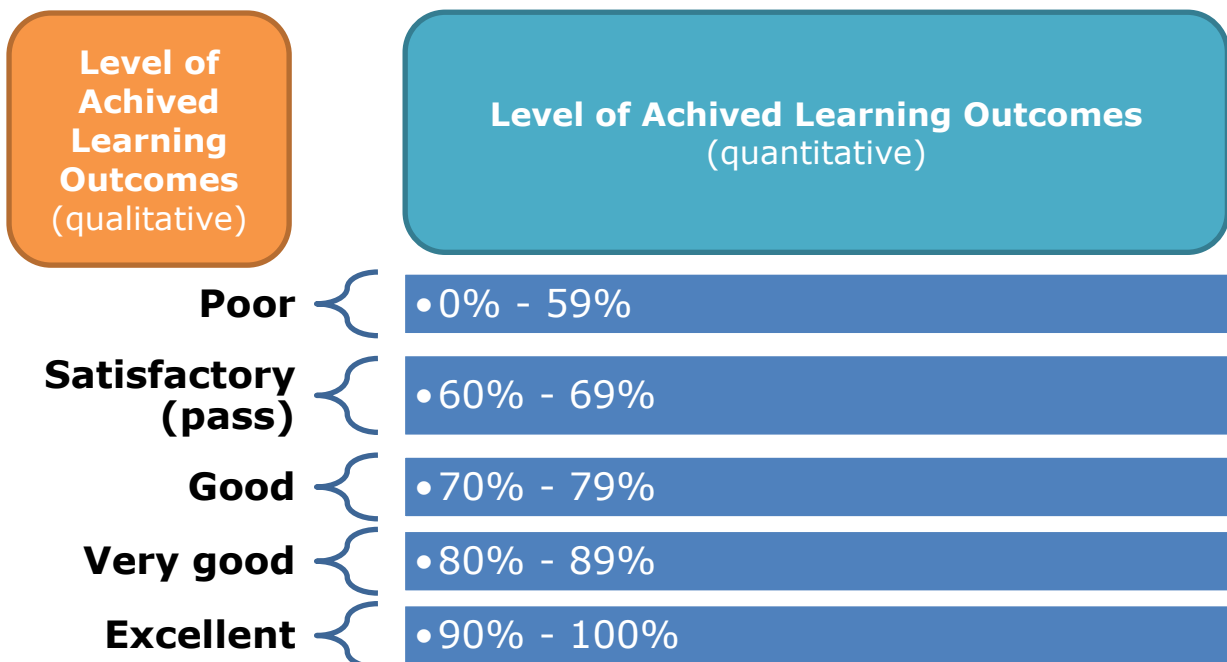 Level of
Achived
Learning
Outcomes
(qualitative)
Level of Achived Learning Outcomes
(quantitative)
Poor
•0% - 59%
Satisfactory
(pass)
•60% - 69%
Good
•70% - 79%
Very good
•80% - 89%
Excellent
•90% - 100%